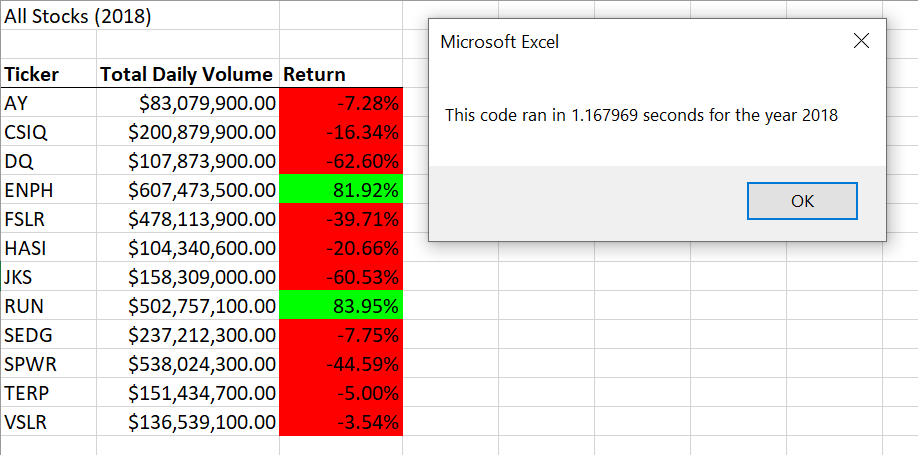 All Stocks (2018)
Ticker Total Daily Volume Return
AY $83,079,900.00 -7.28%
CSIQ $200,879,900.00 -16.34%
DQ $107,873,900.00 -62.60%
ENPH $607,473,500.00 81.92%
FSLR $478,113,900.00 -39.71%
HASI $104,340,600.00 -20.66%
JKS $158,309,000.00 -60.53%
RUN $502,757,100.00 83.95%
SEDG $237,212,300.00 -7.75%
SPWR $538,024,300.00 -44.59%
TERP $151,434,700.00 -5.00%
VSLR $136,539,100.00 -3.54%
Microsoft Excel
This code ran in 1.167969 seconds for the year 2018
OK